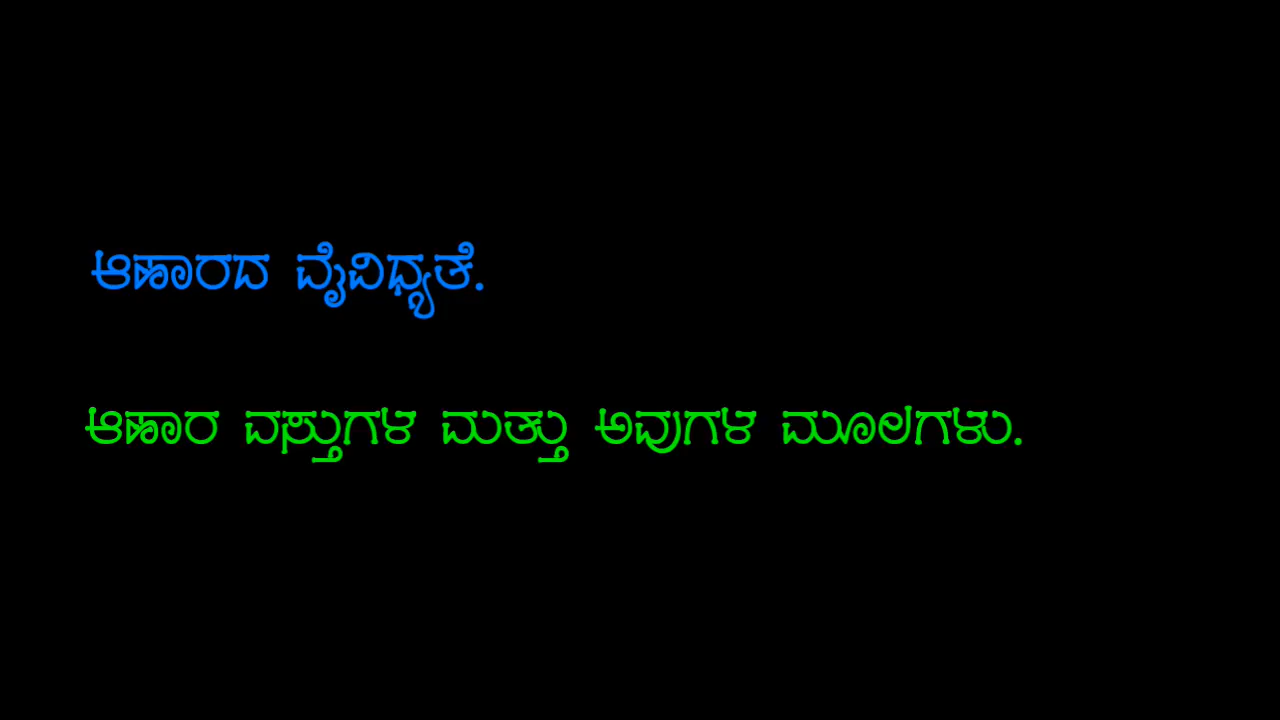 ಆಹಾರದ ವೈವಿಧ್ಯತೆ.
ಆಹಾರ ವಸ್ತುಗಳ ಮತ್ತು ಅವುಗಳ ಮೂಲಗಳು.